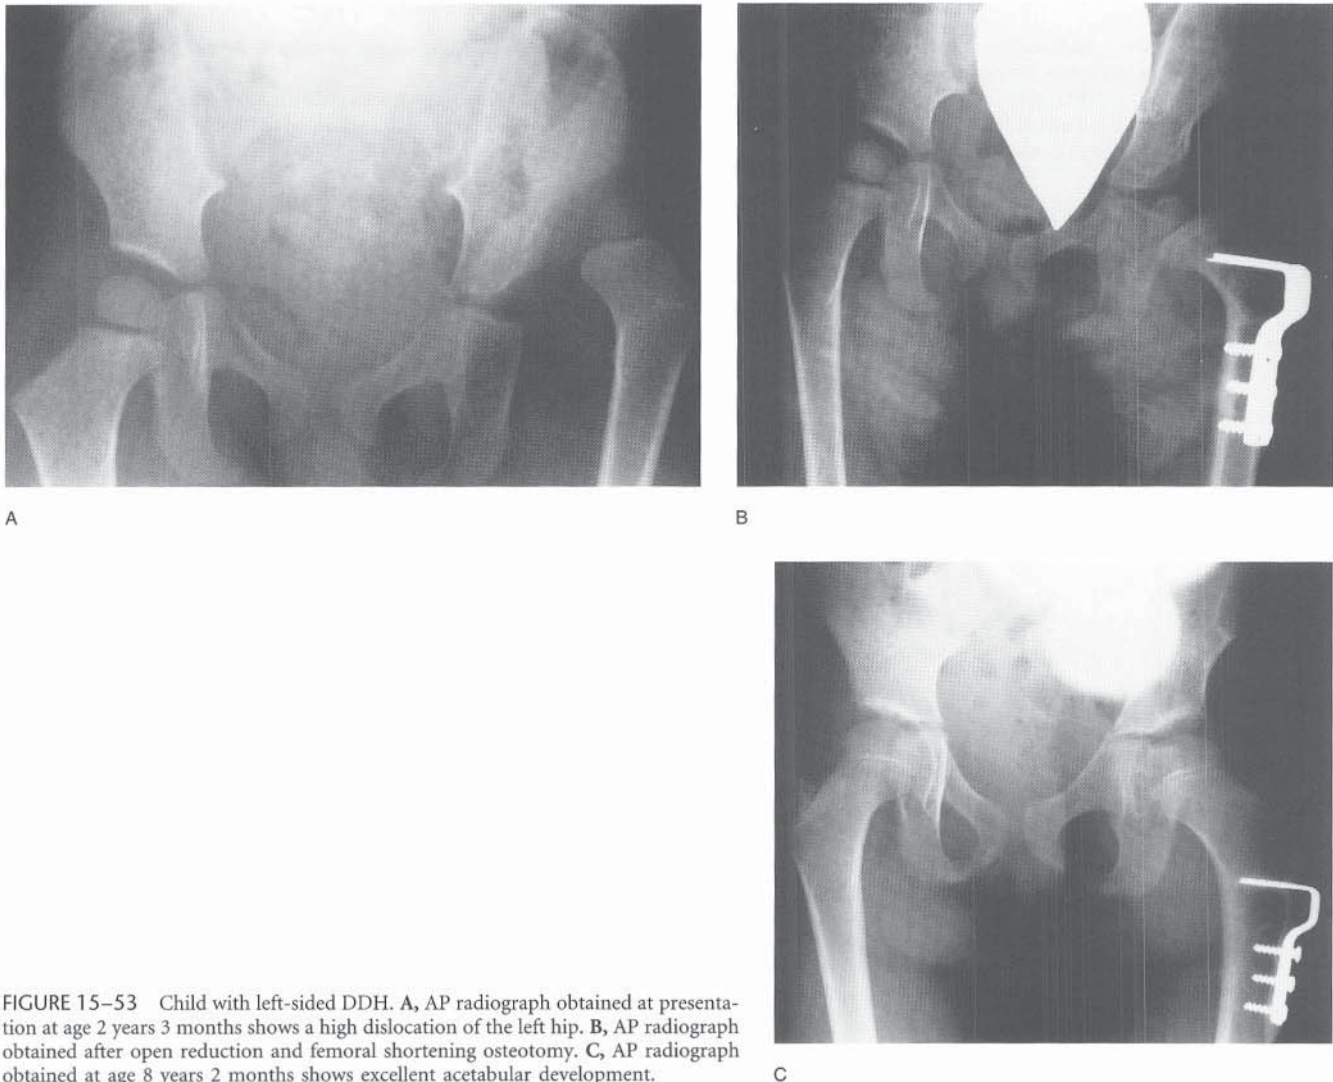 A
B
FIGURE 15–53 Child with left-sided DDH. A, AP radiograph obtained at presenta-
tion at age 2 years 3 months shows a high dislocation of the left hip. B, AP radiograph
obtained after open reduction and femoral shortening osteotomy. C, AP radiograph
obtained at age 8 years 2 months shows excellent acetabular development.
C